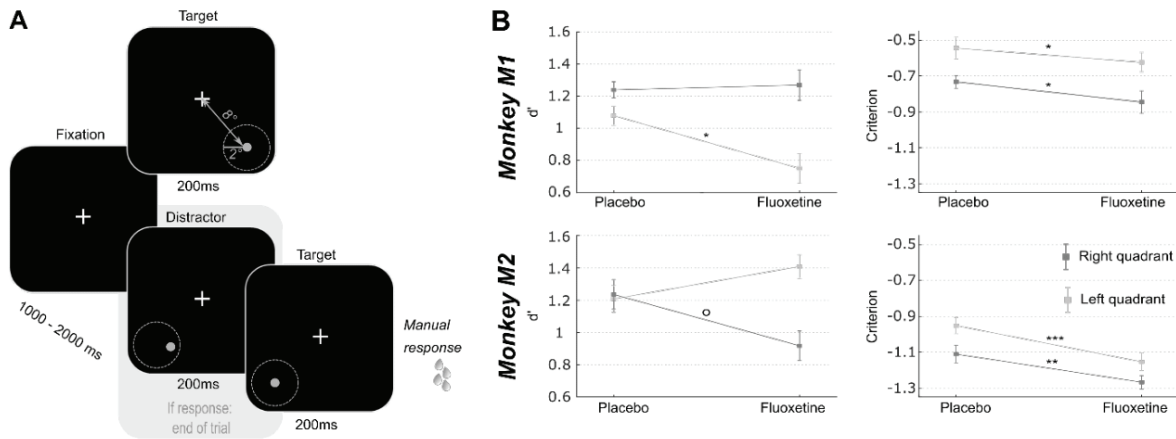 A
Target
8°
2°
200ms
Fixation
1000 - 2000 ms
Distractor
200ms
If response:
end of trial
Target
200ms
Manual
response
B
Monkey M1
d'
1.6
1.4
1.2
1
0.8
0.6
*
Placebo
Fluoxetine
Criterion
-0.5
-0.7
-0.9
-1.1
-1.3
*
*
Placebo
Fluoxetine
Monkey M2
d'
1.6
1.4
1.2
1
0.8
0.6
o
Placebo
Fluoxetine
Criterion
-0.5
-0.7
-0.9
-1.1
-1.3
***
**
Right quadrant
Left quadrant
Placebo
Fluoxetine